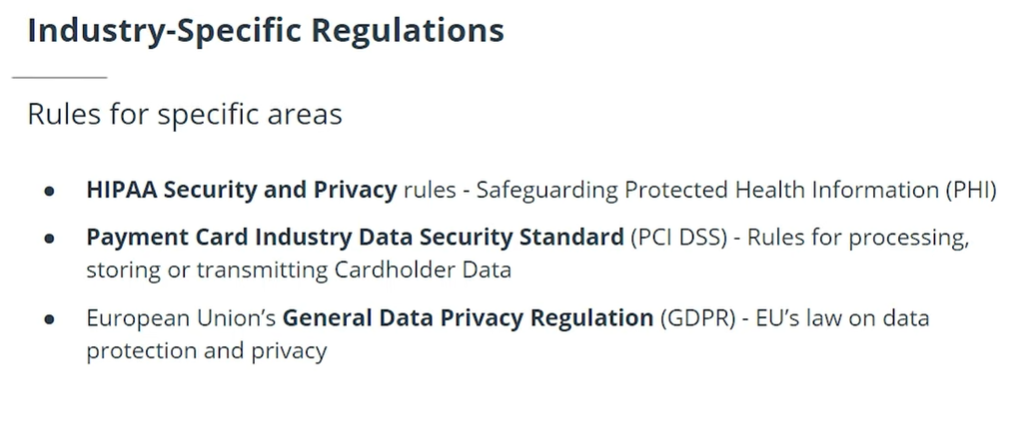 Industry-Specific Regulations
Rules for specific areas
● HIPAA Security and Privacy rules - Safeguarding Protected Health Information (PHI)
● Payment Card Industry Data Security Standard (PCI DSS) - Rules for processing,
storing or transmitting Cardholder Data
● European Union’s General Data Privacy Regulation (GDPR) - EU’s law on data
protection and privacy